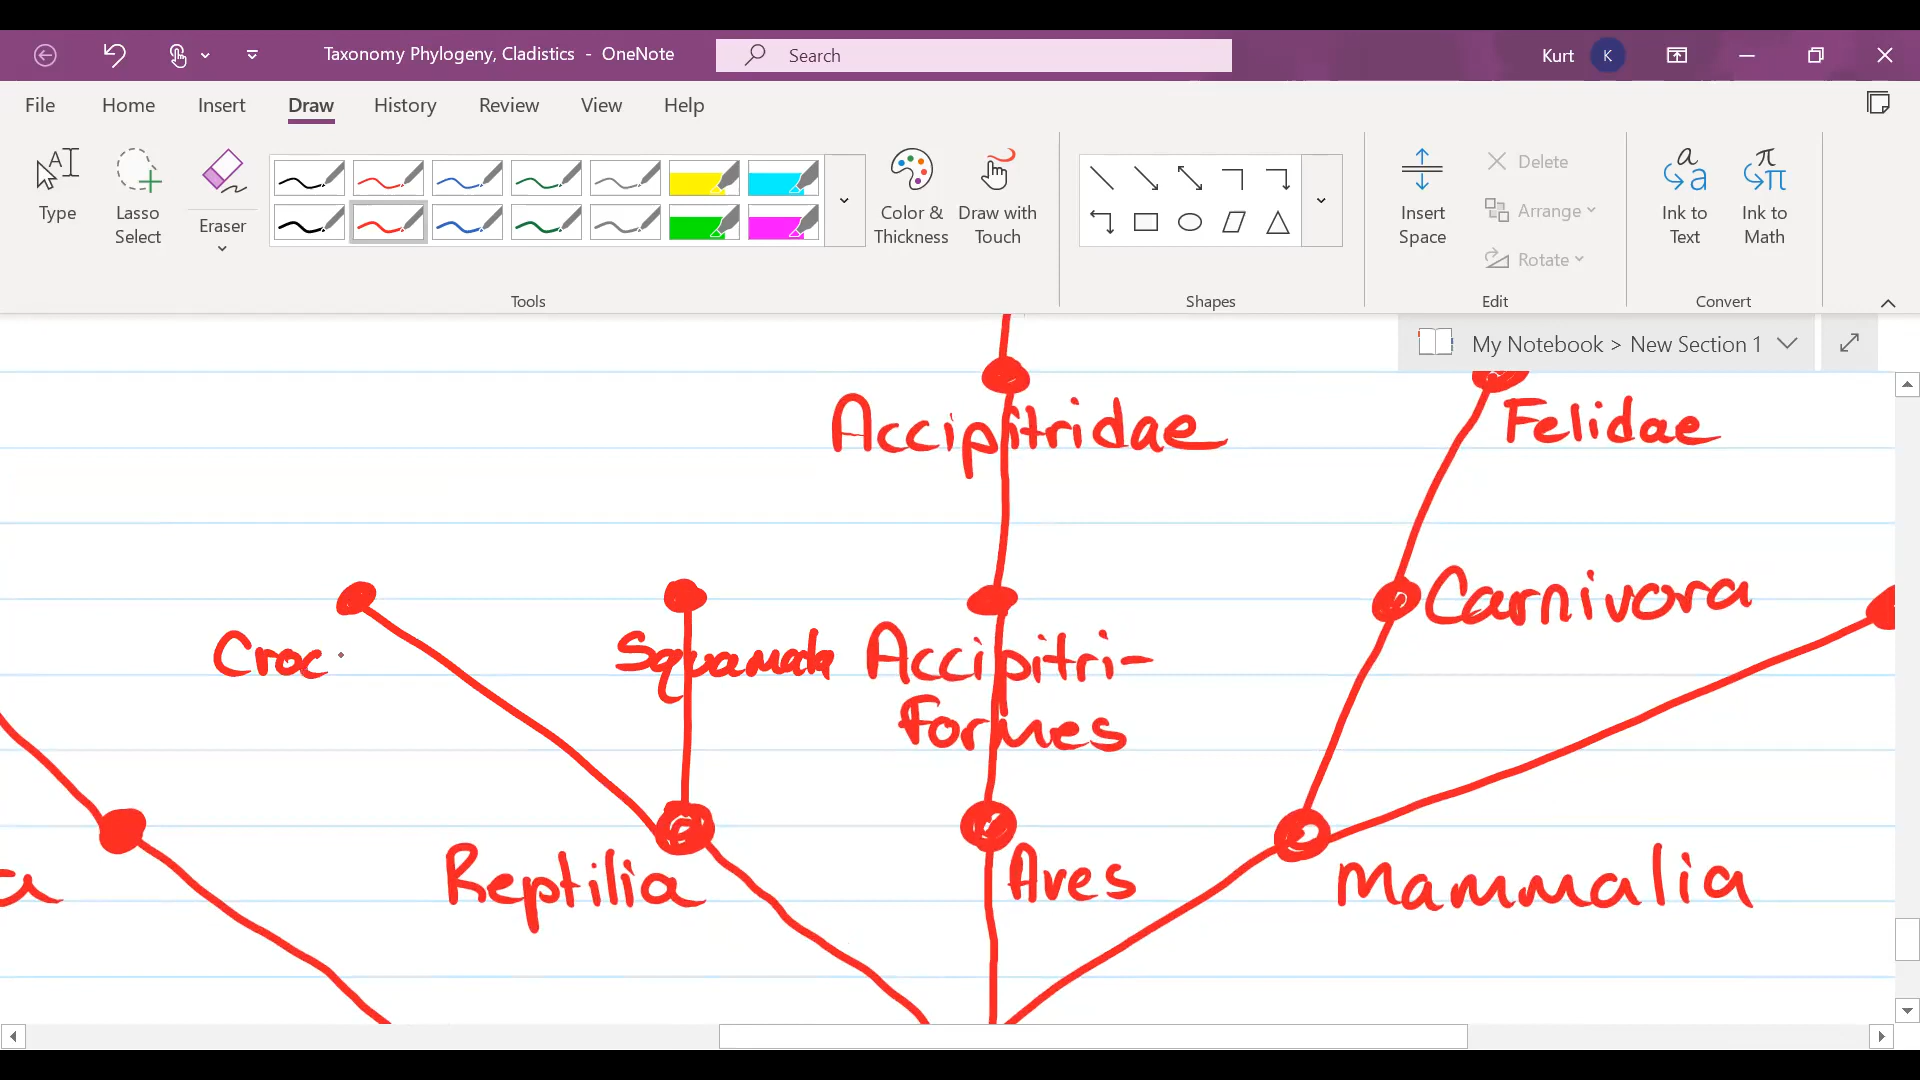 Taxonomy Phylogeny, Cladistics - OneNote
Search
Kurt
K
File Home Insert Draw History Review View Help
Type
Lasso Select
Eraser
Color & Thickness
Draw with Touch
Insert Space
Delete
Arrange
Rotate
Ink to Text
Ink to Math
Tools
Shapes
Edit
Convert
My Notebook > New Section 1
Accipitridae
Felidae
Carnivora
Croc
Accipitri-
Formes
Reptilia
Aves
Mammalia